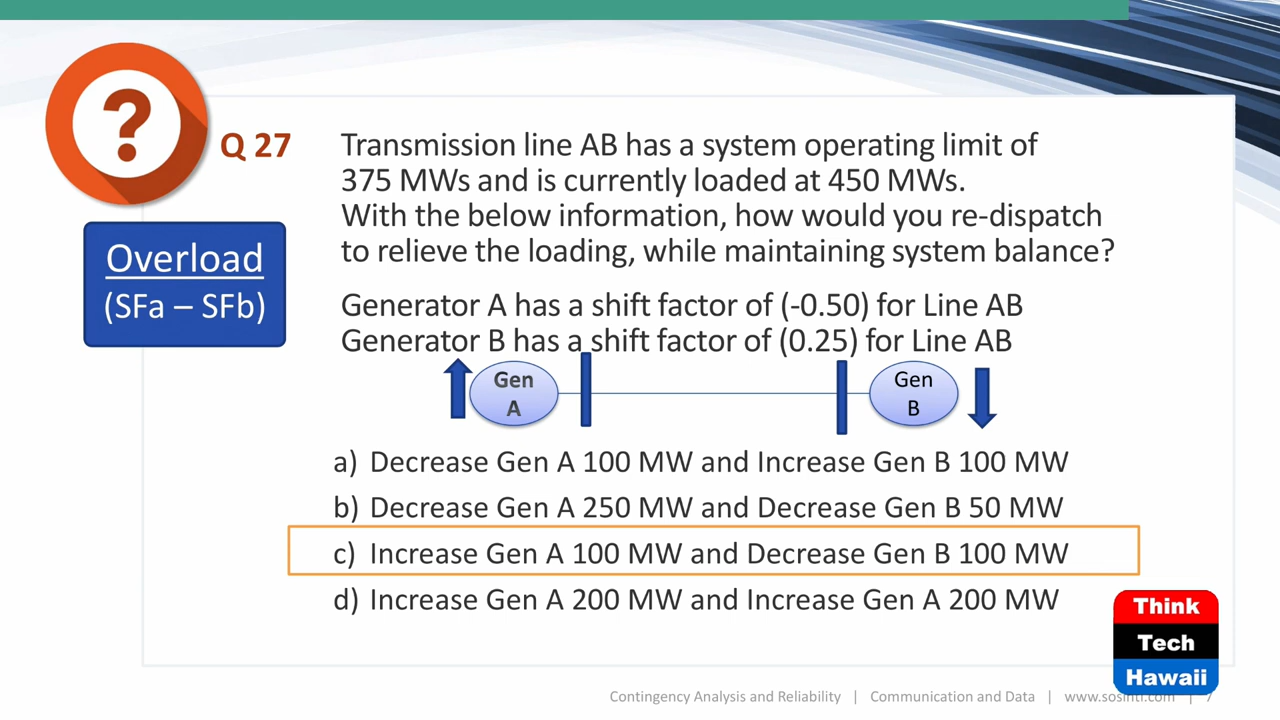 ?
Q 27
Transmission line AB has a system operating limit of
375 MWs and is currently loaded at 450 MWs.
With the below information, how would you re-dispatch
to relieve the loading, while maintaining system balance?
Overload
(SFa – SFb)
Generator A has a shift factor of (-0.50) for Line AB
Generator B has a shift factor of (0.25) for Line AB
Gen
A
Gen
B
a) Decrease Gen A 100 MW and Increase Gen B 100 MW
b) Decrease Gen A 250 MW and Decrease Gen B 50 MW
c) Increase Gen A 100 MW and Decrease Gen B 100 MW
d) Increase Gen A 200 MW and Increase Gen A 200 MW
Think
Tech
Hawaii
Contingency Analysis and Reliability | Communication and Data | www.sosintl.com | 7